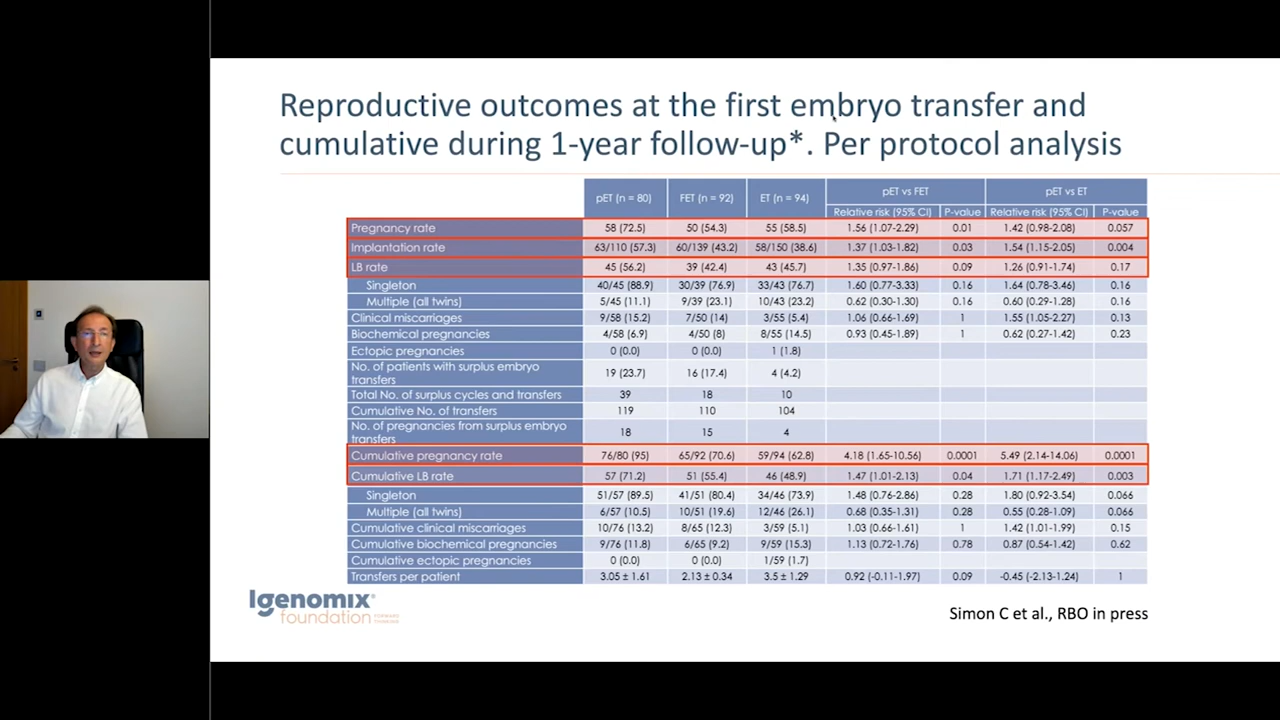 Reproductive outcomes at the first embryo transfer and
cumulative during 1-year follow-up*. Per protocol analysis
pET (n = 80) FET (n = 92) ET (n = 94) pET vs FET pET vs ET
Relative risk (95% CI) P-value Relative risk (95% CI) P-value
Pregnancy rate 58 (72.5) 50 (54.3) 55 (58.5) 1.56 (1.07-2.29) 0.01 1.42 (0.98-2.08) 0.057
Implantation rate 63/110 (57.3) 60/139 (43.2) 58/150 (38.6) 1.37 (1.03-1.82) 0.03 1.54 (1.15-2.05) 0.004
LB rate 45 (56.2) 39 (42.4) 43 (45.7) 1.35 (0.97-1.86) 0.09 1.26 (0.91-1.74) 0.17
Singleton 40/45 (88.9) 30/39 (76.9) 33/43 (76.7) 1.60 (0.77-3.33) 0.16 1.64 (0.78-3.46) 0.16
Multiple (all twins) 5/45 (11.1) 9/39 (23.1) 10/43 (23.2) 0.62 (0.30-1.30) 0.16 0.60 (0.29-1.28) 0.16
Clinical miscarriages 9/58 (15.2) 7/50 (14) 3/55 (5.4) 1.06 (0.66-1.69) 1 1.55 (1.05-2.27) 0.13
Biochemical pregnancies 4/58 (6.9) 4/50 (8) 8/55 (14.5) 0.93 (0.45-1.89) 1 0.62 (0.27-1.42) 0.23
Ectopic pregnancies 0 (0.0) 0 (0.0) 1 (1.8)
No. of patients with surplus embryo
transfers 19 (23.7) 16 (17.4) 4 (4.2)
Total No. of surplus cycles and transfers 39 18 10
Cumulative No. of transfers 119 110 104
No. of pregnancies from surplus embryo
transfers 18 15 4
Cumulative pregnancy rate 76/80 (95) 65/92 (70.6) 59/94 (62.8) 4.18 (1.65-10.56) 0.0001 5.49 (2.14-14.06) 0.0001
Cumulative LB rate 57 (71.2) 51 (55.4) 46 (48.9) 1.47 (1.01-2.13) 0.04 1.71 (1.17-2.49) 0.003
Singleton 51/57 (89.5) 41/51 (80.4) 34/46 (73.9) 1.48 (0.76-2.86) 0.28 1.80 (0.92-3.54) 0.066
Multiple (all twins) 6/57 (10.5) 10/51 (19.6) 12/46 (26.1) 0.68 (0.35-1.31) 0.28 0.55 (0.28-1.09) 0.066
Cumulative clinical miscarriages 10/76 (13.2) 8/65 (12.3) 3/59 (5.1) 1.03 (0.66-1.61) 1 1.42 (1.01-1.99) 0.15
Cumulative biochemical pregnancies 9/76 (11.8) 6/65 (9.2) 9/59 (15.3) 1.13 (0.72-1.76) 0.78 0.87 (0.54-1.42) 0.62
Cumulative ectopic pregnancies 0 (0.0) 0 (0.0) 1/59 (1.7)
Transfers per patient 3.05 ± 1.61 2.13 ± 0.34 3.5 ± 1.29 0.92 (-0.11-1.97) 0.09 -0.45 (-2.13-1.24) 1
Igenomix
foundation
Simon C et al., RBO in press